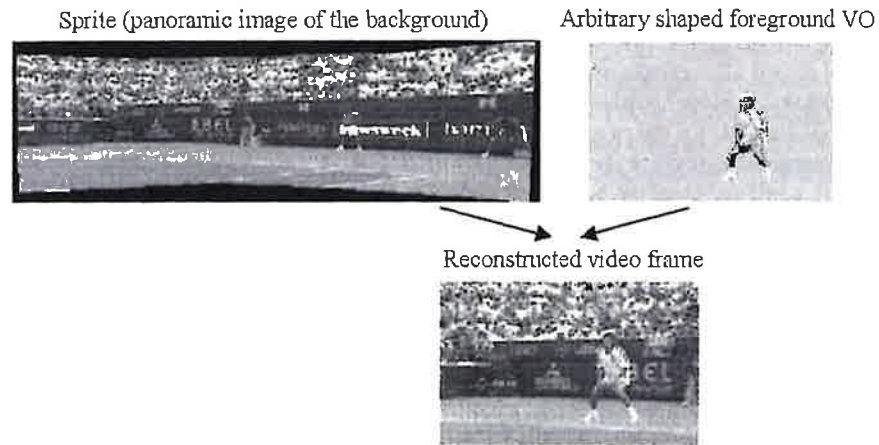 Sprite (panoramic image of the background)
Arbitrary shaped foreground VO
Reconstructed video frame